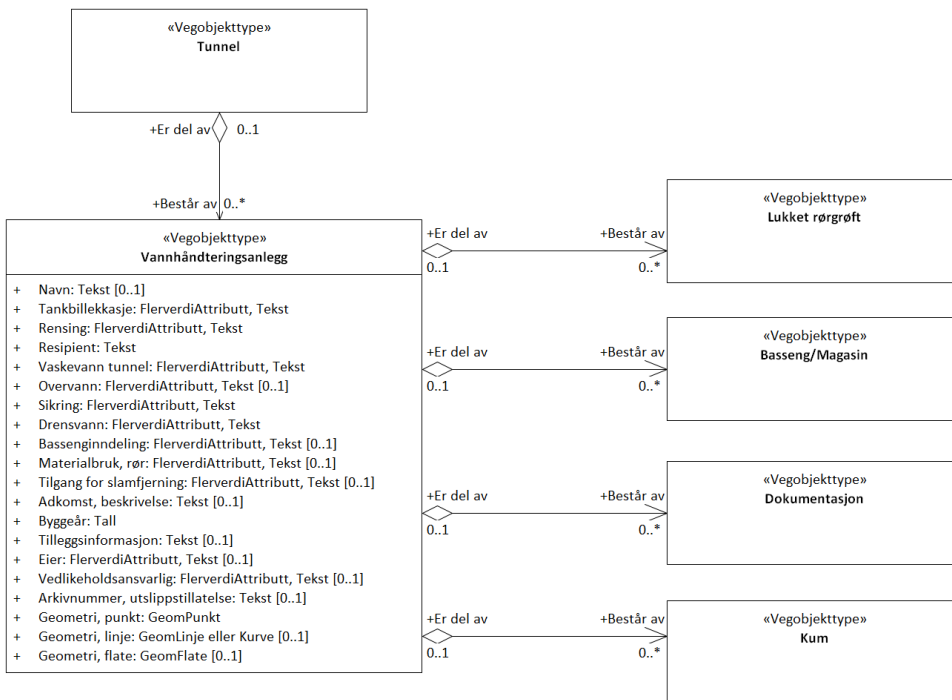 «Vegobjekttype»
Tunnel
+Er del av 0..1
+Består av 0..*
«Vegobjekttype»
Vannhåndteringsanlegg
+ Navn: Tekst [0..1]
+ Tankbillekkasje: FlerverdiAttributt, Tekst
+ Rensing: FlerverdiAttributt, Tekst
+ Resipient: Tekst
+ Vaskevann tunnel: FlerverdiAttributt, Tekst
+ Overvann: FlerverdiAttributt, Tekst [0..1]
+ Sikring: FlerverdiAttributt, Tekst
+ Drensvann: FlerverdiAttributt, Tekst
+ Bassenginndeling: FlerverdiAttributt, Tekst [0..1]
+ Materialbruk, rør: FlerverdiAttributt, Tekst [0..1]
+ Tilgang for slamfjerning: FlerverdiAttributt, Tekst [0..1]
+ Adkomst, beskrivelse: Tekst [0..1]
+ Byggeår: Tall
+ Tilleggsinformasjon: Tekst [0..1]
+ Eier: FlerverdiAttributt, Tekst [0..1]
+ Vedlikeholdsansvarlig: FlerverdiAttributt, Tekst [0..1]
+ Arkivnummer, utslippstillatelse: Tekst [0..1]
+ Geometri, punkt: GeomPunkt
+ Geometri, linje: GeomLinje eller Kurve [0..1]
+ Geometri, flate: GeomFlate [0..1]
+Er del av +Består av
0..1 0..*
«Vegobjekttype»
Lukket rørgrøft
+Er del av +Består av
0..1 0..*
«Vegobjekttype»
Basseng/Magasin
+Er del av +Består av
0..1 0..*
«Vegobjekttype»
Dokumentasjon
+Er del av +Består av
0..1 0..*
«Vegobjekttype»
Kum